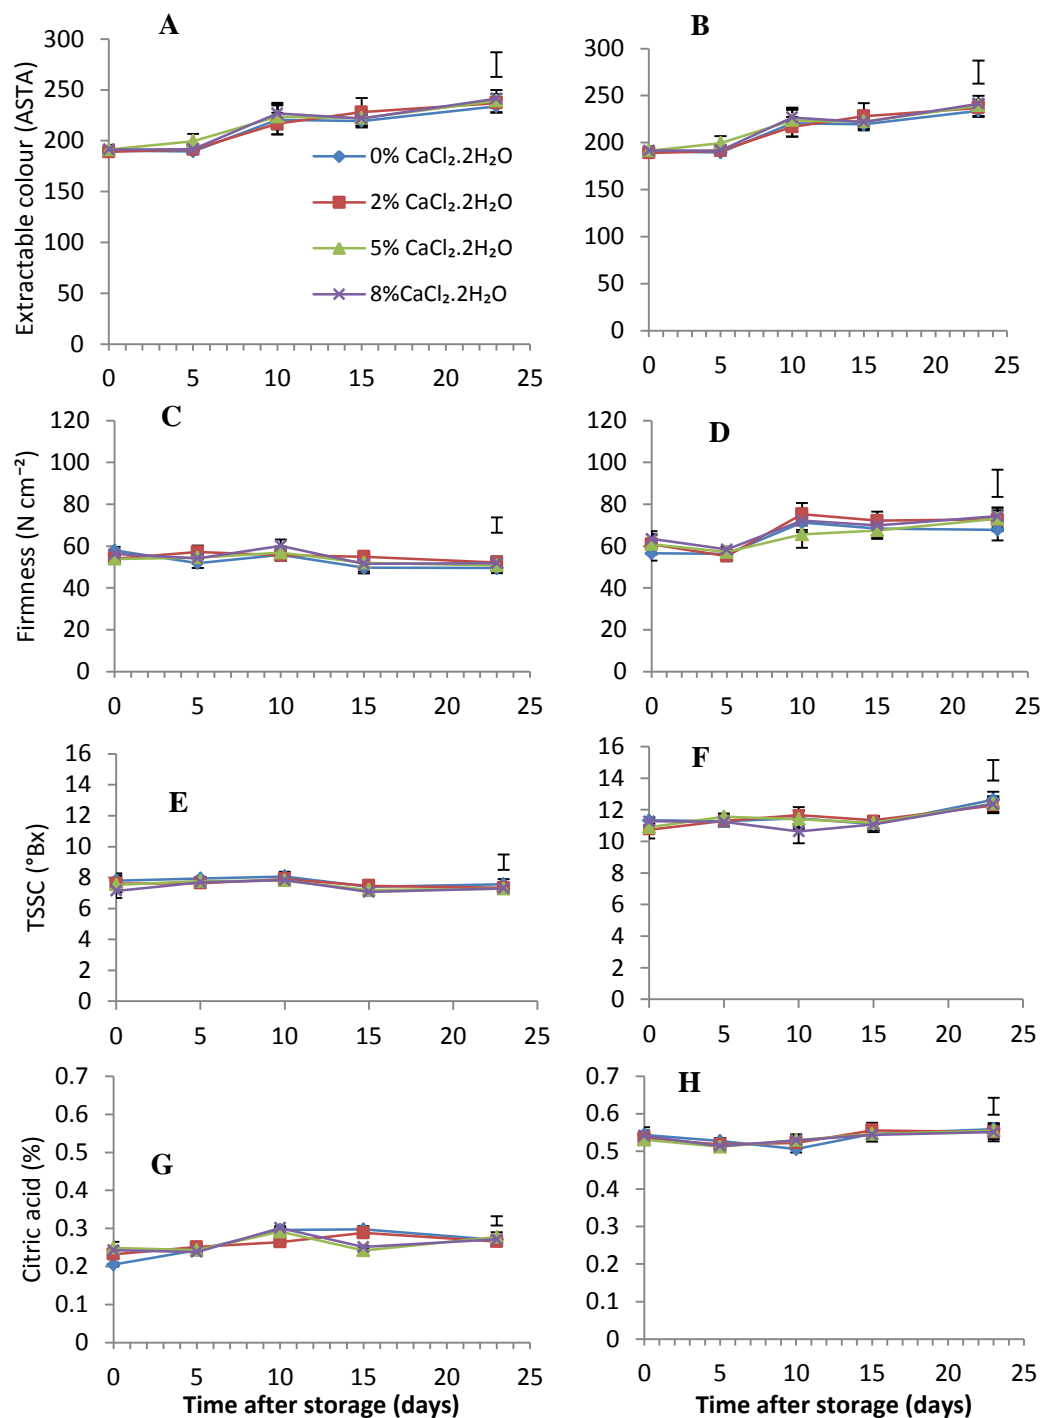 A
Extractable colour (ASTA)
300
250
200
150
100
50
0
0 5 10 15 20 25
0% CaCl₂.2H₂O
2% CaCl₂.2H₂O
5% CaCl₂.2H₂O
8%CaCl₂.2H₂O
B
300
250
200
150
100
50
0
0 5 10 15 20 25
C
Firmness (N cm⁻²)
120
100
80
60
40
20
0
0 5 10 15 20 25
D
120
100
80
60
40
20
0
0 5 10 15 20 25
E
TSSC (°Bx)
16
14
12
10
8
6
4
2
0
0 5 10 15 20 25
F
16
14
12
10
8
6
4
2
0
0 5 10 15 20 25
G
Citric acid (%)
0.7
0.6
0.5
0.4
0.3
0.2
0.1
0
0 5 10 15 20 25
Time after storage (days)
H
0.7
0.6
0.5
0.4
0.3
0.2
0.1
0
0 5 10 15 20 25
Time after storage (days)